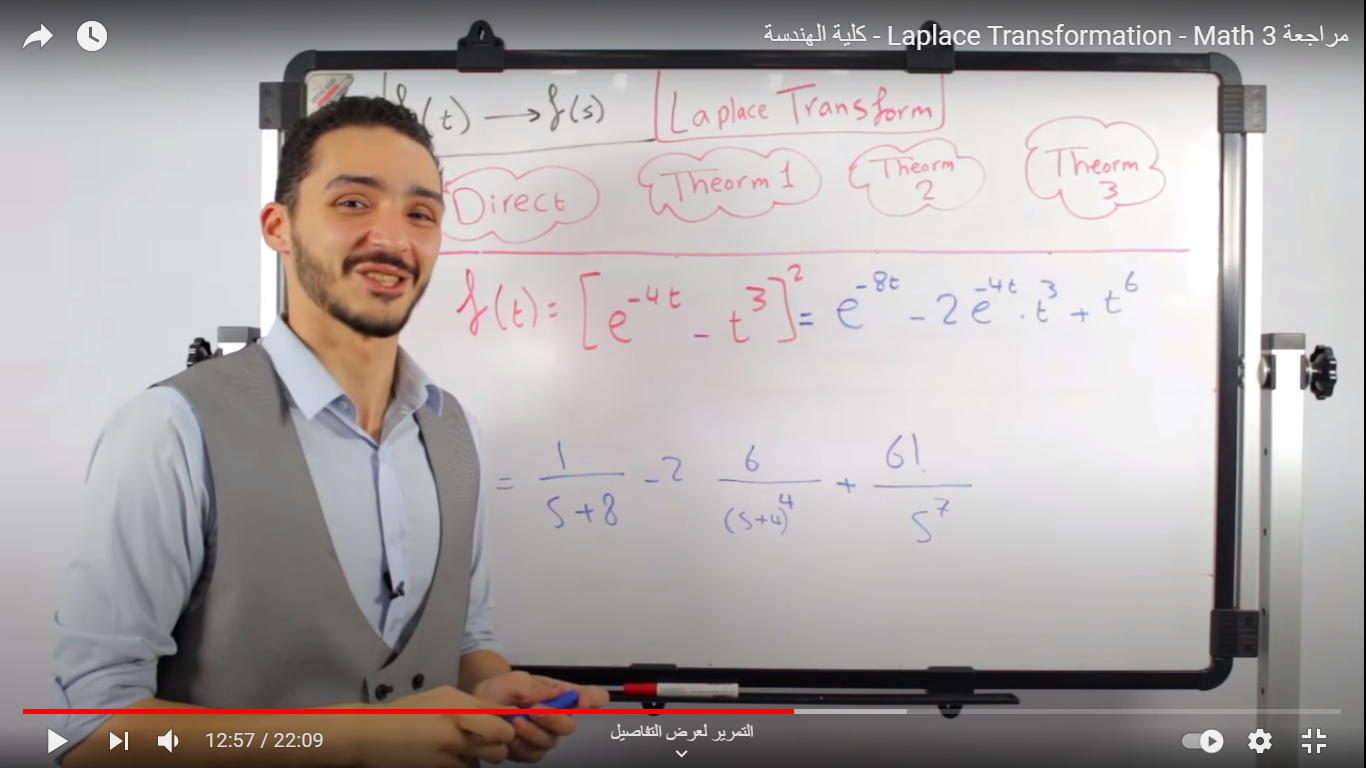 مراجعة Laplace Transformation - Math 3 - كلية الهندسة
(t) → f(s)
Laplace Transform
Direct
Theorm 1
Theorm 2
Theorm 3
f(t) = [e^-4t - t^3]^2 = e^-8t - 2e^-4t . t^3 + t^6
= 1/(s+8) - 2 6/(s+4)^4 + 6!/s^7
التمرير لعرض التفاصيل
12:57 / 22:09